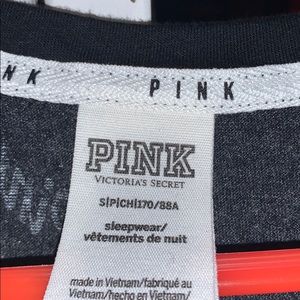 NK PINK
PINK
VICTORIA'S SECRET
S|P|CH|170/88A
sleepwear/
vêtements de nuit
made in Vietnam/fabriqué au
Vietnam/hecho en Vietnam/